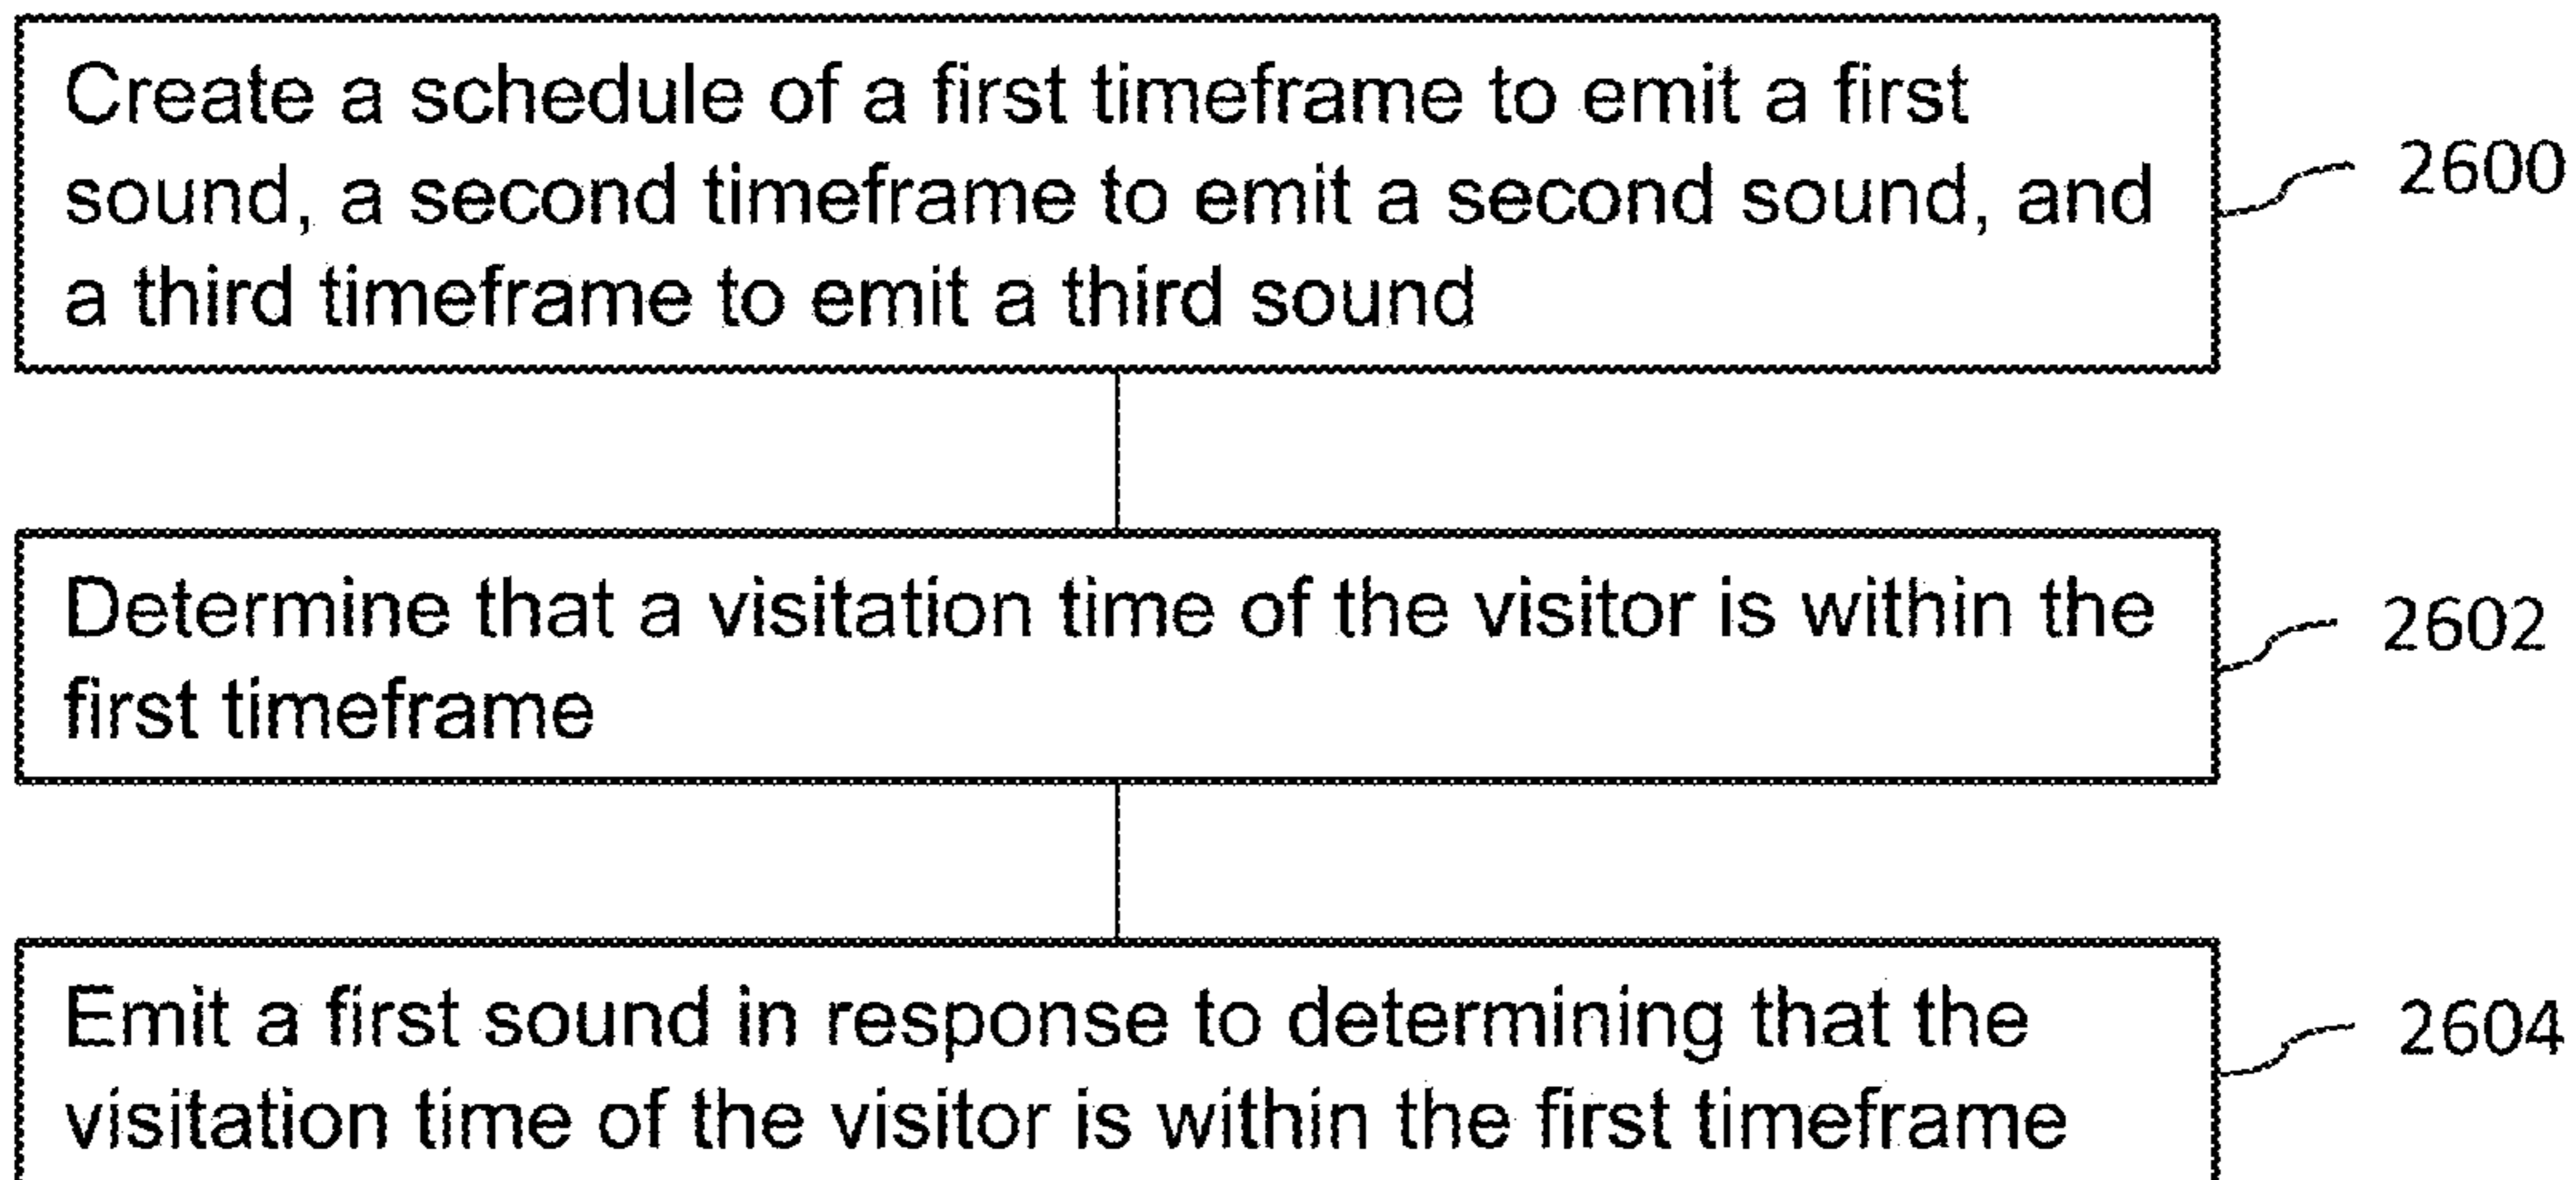 Create a schedule of a first timeframe to emit a first
sound, a second timeframe to emit a second sound, and
a third timeframe to emit a third sound
2600
Determine that a visitation time of the visitor is within the
first timeframe
2602
Emit a first sound in response to determining that the
visitation time of the visitor is within the first timeframe
2604